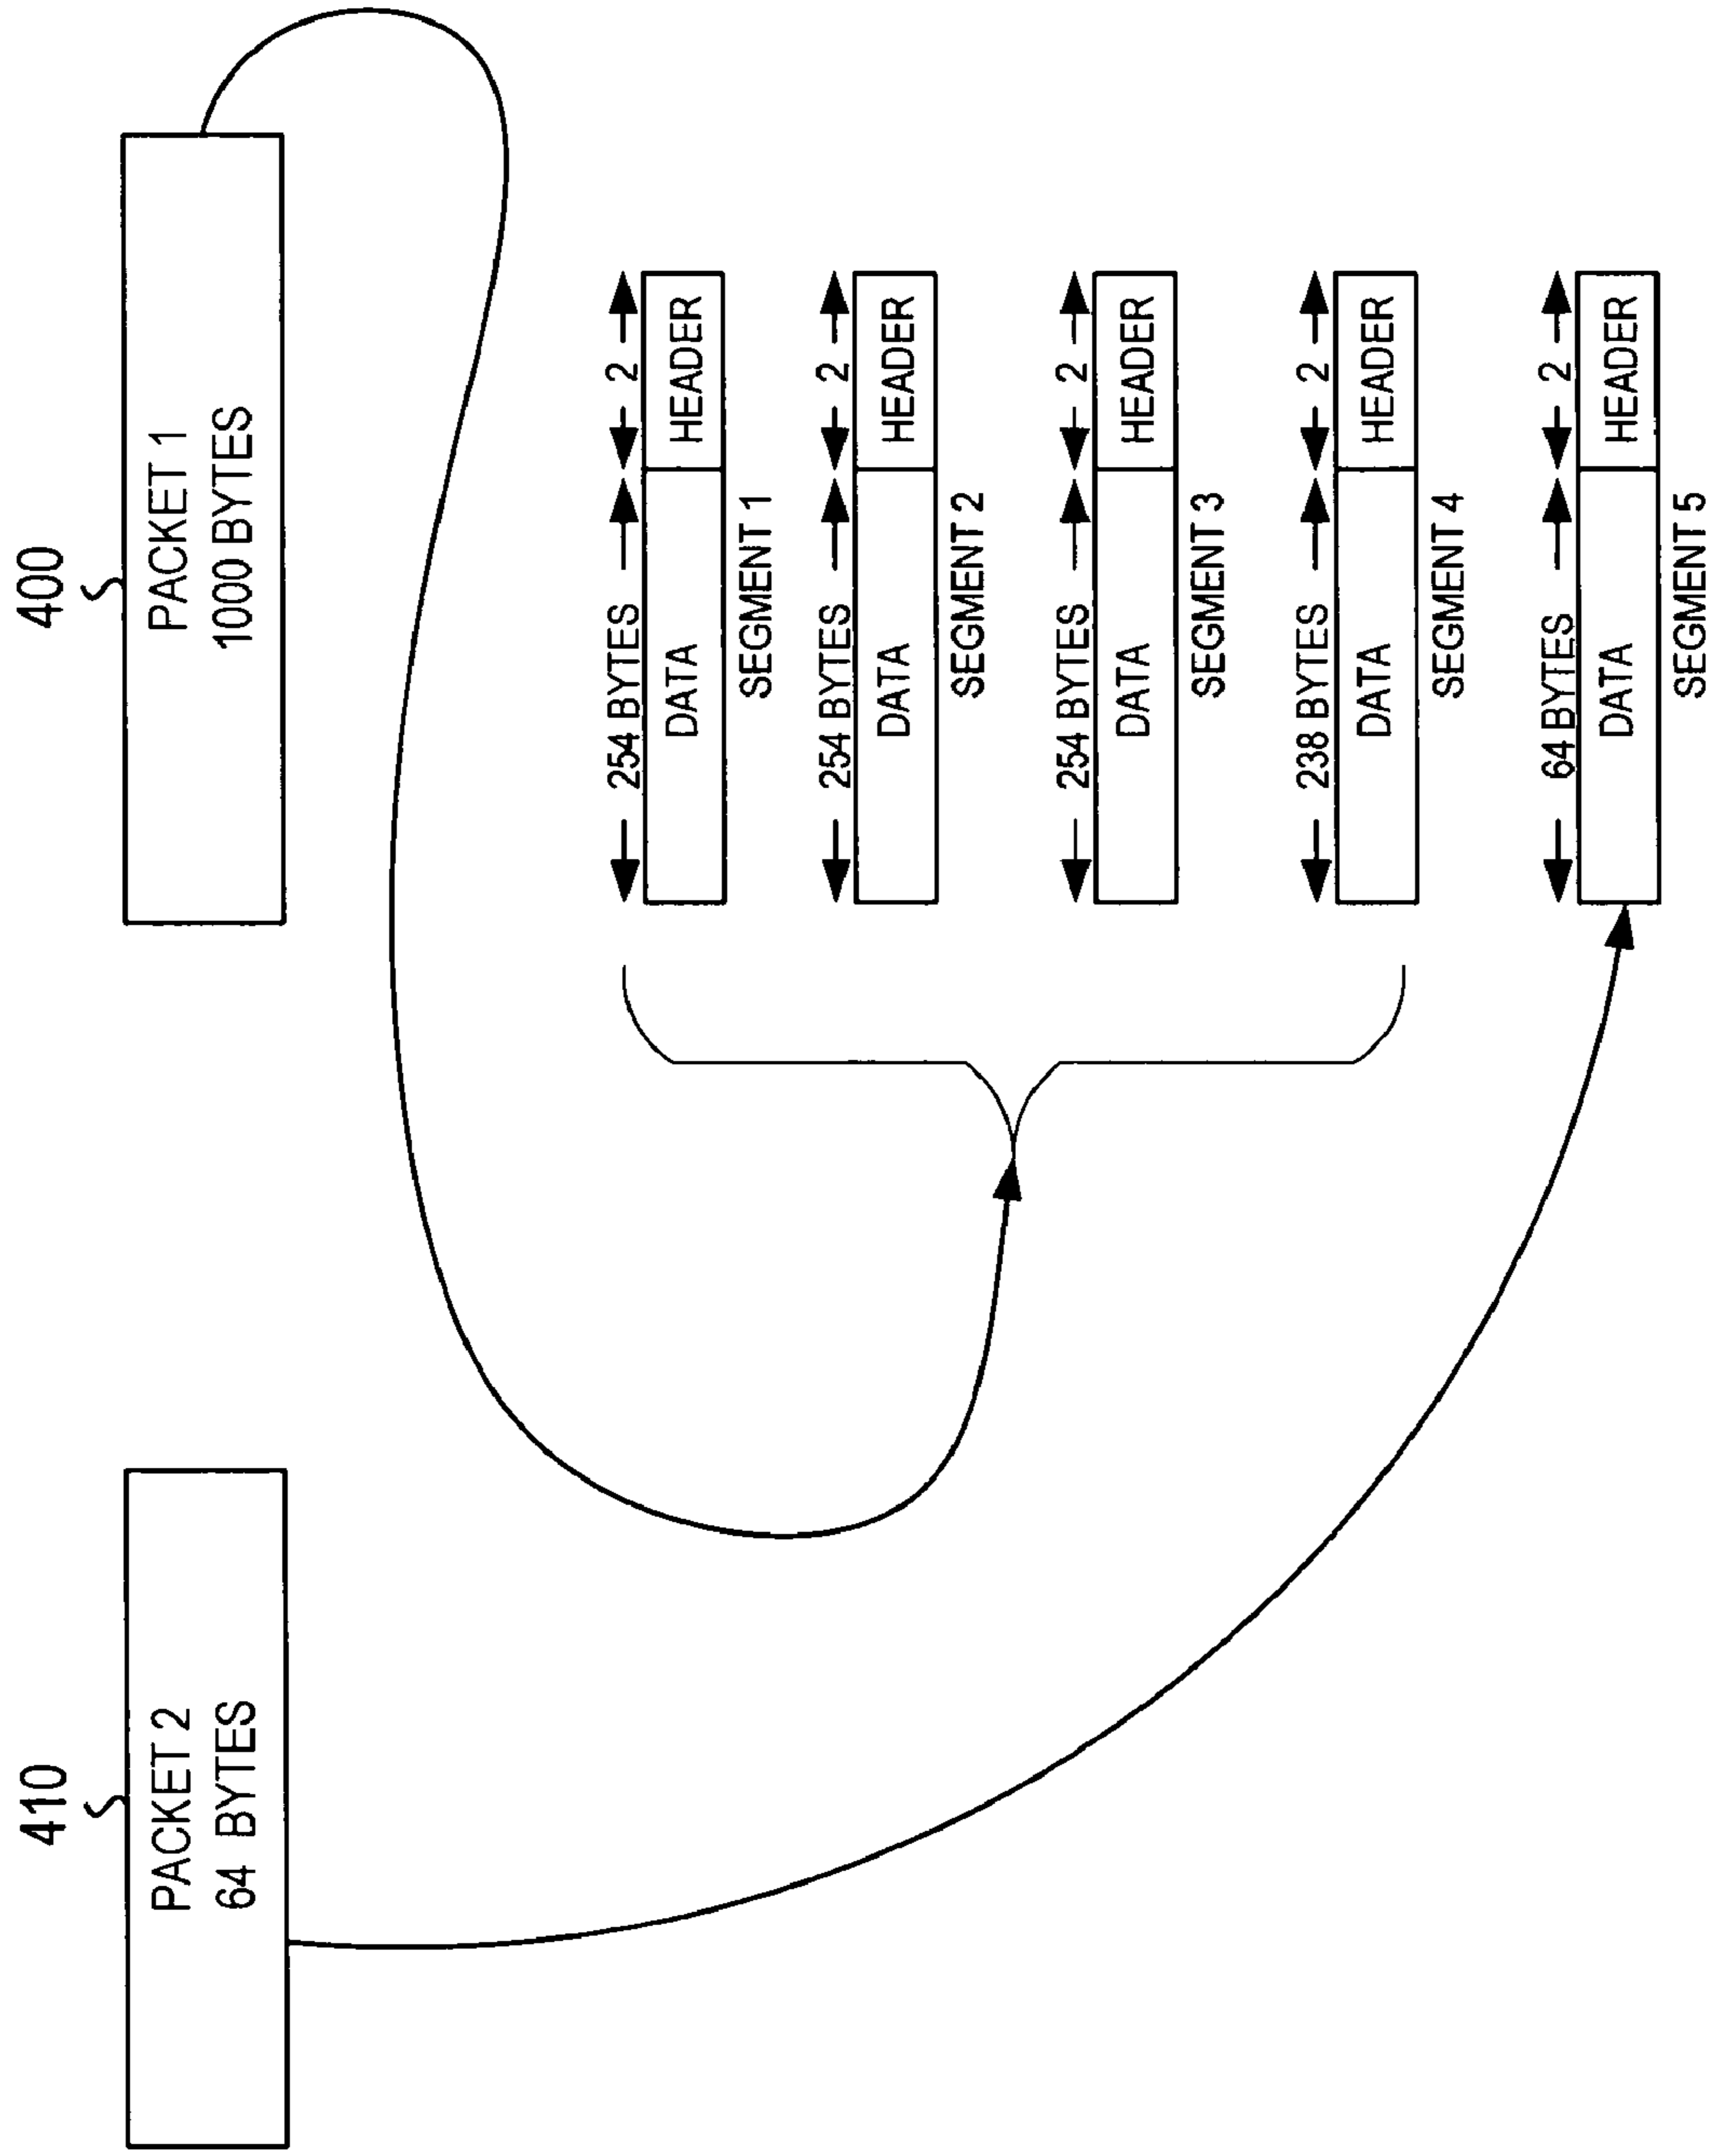 410
PACKET 2
64 BYTES
400
PACKET 1
1000 BYTES
254 BYTES
2
DATA
HEADER
SEGMENT 1
254 BYTES
2
DATA
HEADER
SEGMENT 2
254 BYTES
2
DATA
HEADER
SEGMENT 3
238 BYTES
2
DATA
HEADER
SEGMENT 4
64 BYTES
2
DATA
HEADER
SEGMENT 5